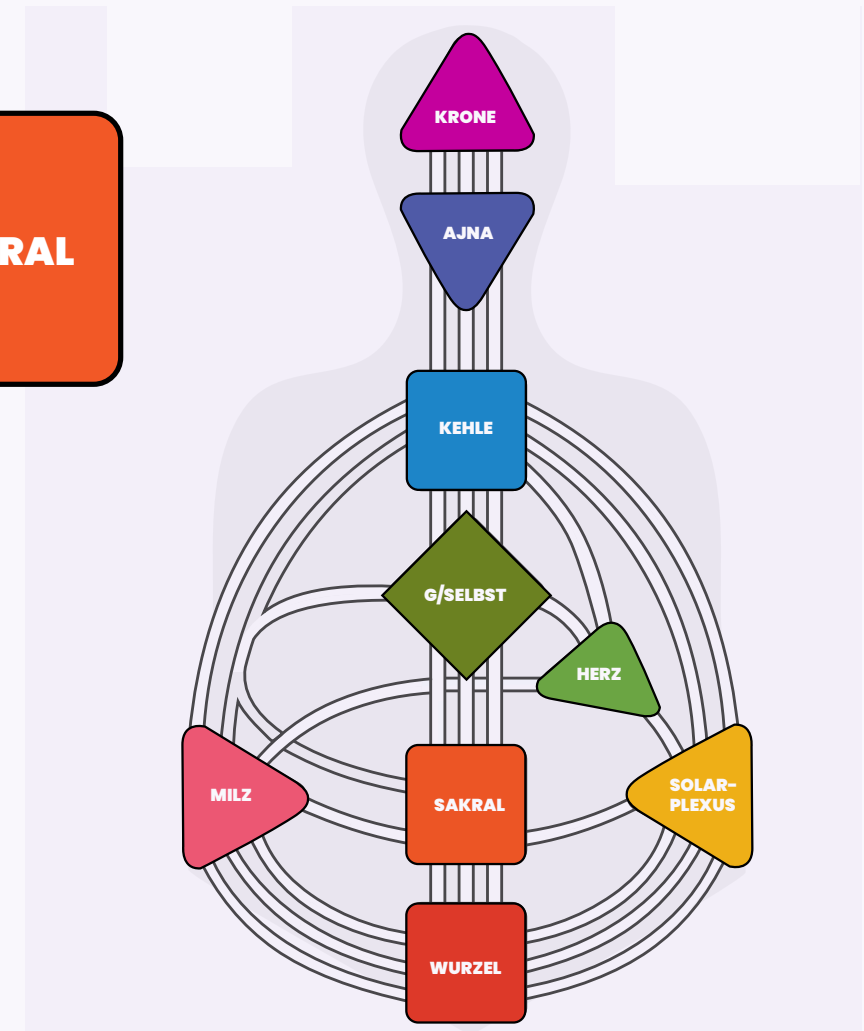 KRONE
AJNA
RAL
KEHLE
G/SELBST
HERZ
MILZ
SAKRAL
SOLAR-
PLEXUS
WURZEL